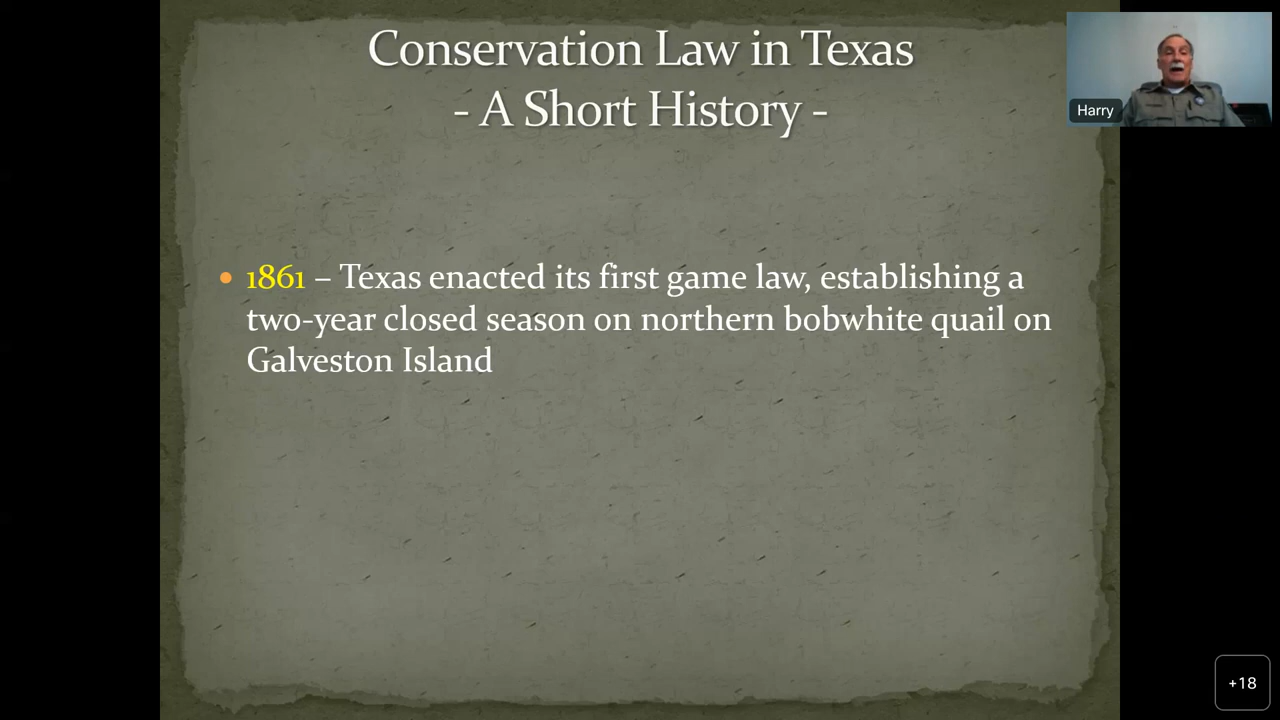 Conservation Law in Texas
- A Short History -
Harry
• 1861 – Texas enacted its first game law, establishing a
two-year closed season on northern bobwhite quail on
Galveston Island
+18